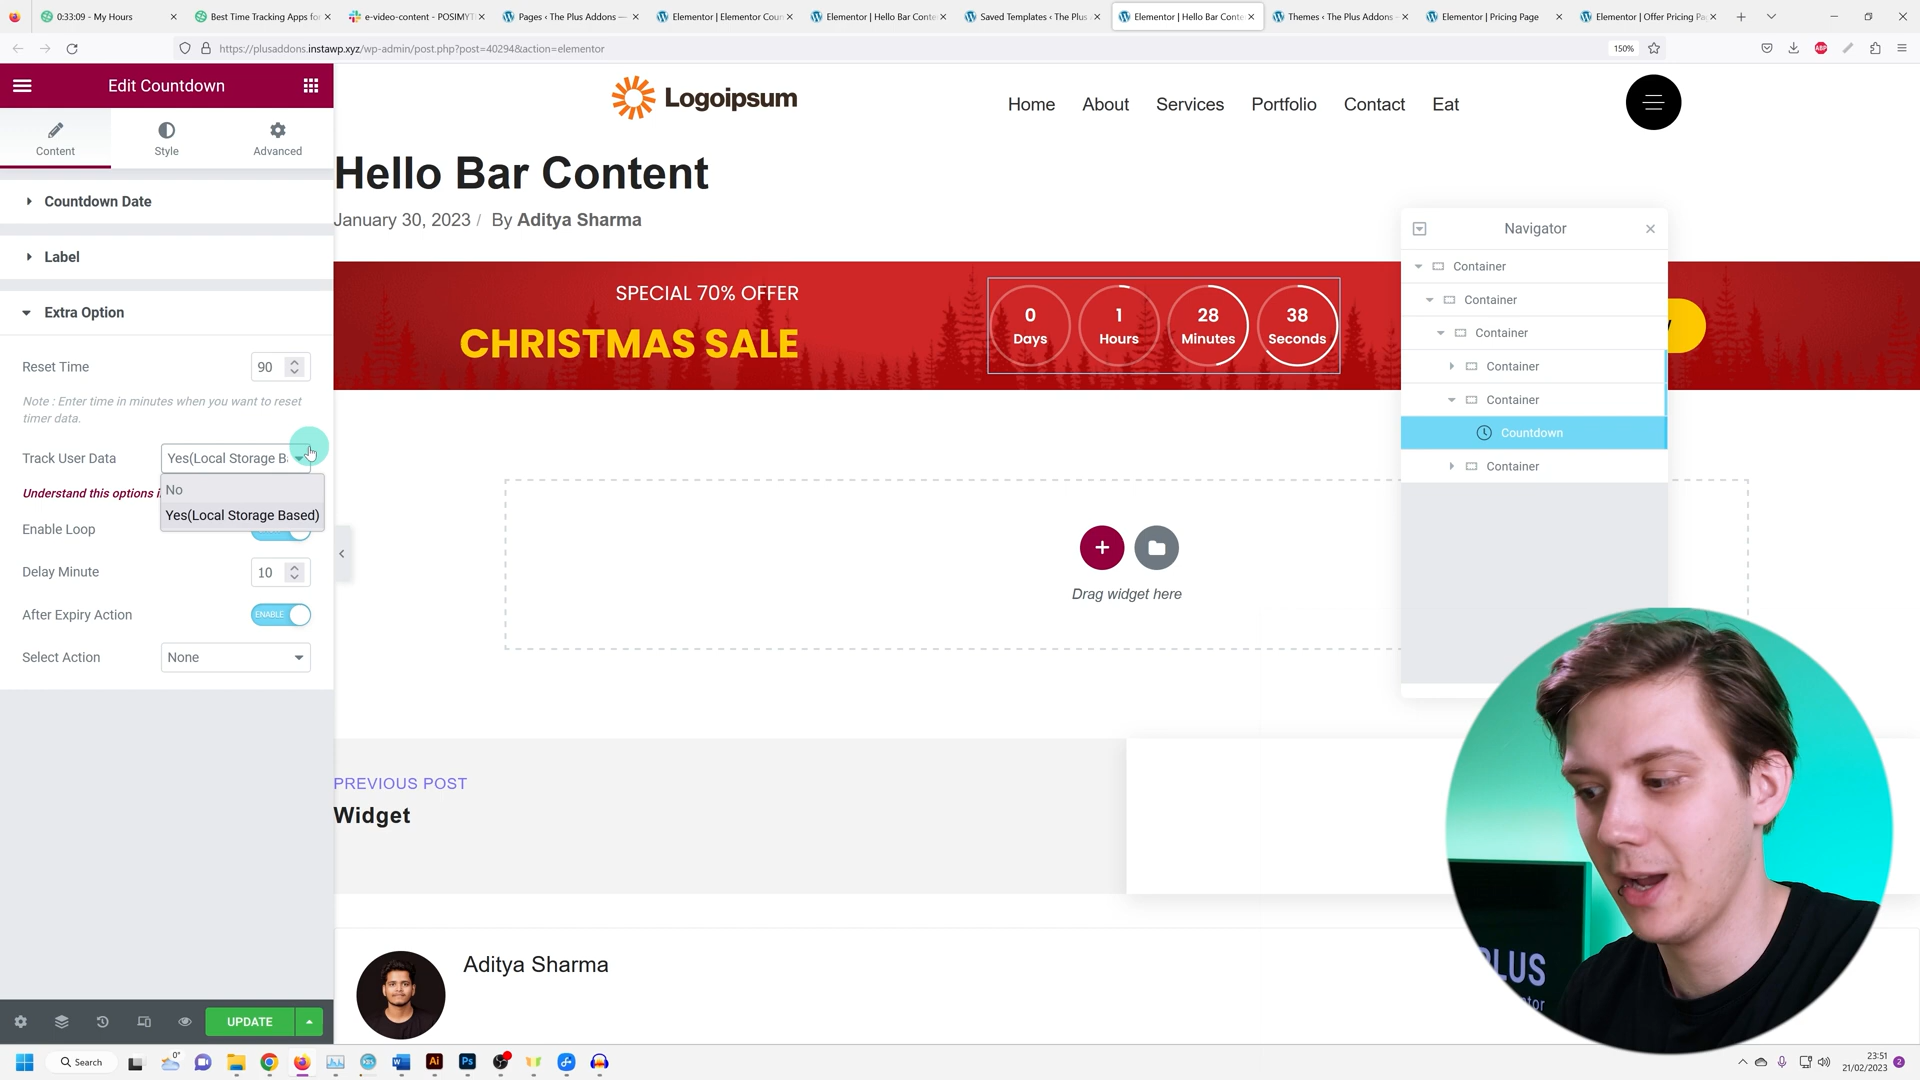 0:33:09 - My Hours
Best Time Tracking Apps fo
e-video-content - POSIMYT
Pages ‹ The Plus Addons —
Elementor | Elementor Coun
Elementor | Hello Bar Conte
Saved Templates ‹ The Plus
Elementor | Hello Bar Conte
Themes ‹ The Plus Addons
Elementor | Pricing Page
Elementor | Offer Pricing Pa
https://plusaddons.instawp.xyz/wp-admin/post.php?post=40294&action=elementor
150%
ABP
Edit Countdown
Content
Style
Advanced
Countdown Date
Label
Extra Option
Reset Time
90
Note : Enter time in minutes when you want to reset
timer data.
Track User Data
Yes(Local Storage B
No
Yes(Local Storage Based)
Understand this options i
Enable Loop
Delay Minute
10
After Expiry Action
ENABLE
Select Action
None
UPDATE
Logoipsum
Home
About
Services
Portfolio
Contact
Eat
Hello Bar Content
January 30, 2023 / By Aditya Sharma
SPECIAL 70% OFFER
CHRISTMAS SALE
0
Days
1
Hours
28
Minutes
38
Seconds
Navigator
Container
Container
Container
Container
Container
Countdown
Container
Drag widget here
PREVIOUS POST
Widget
Aditya Sharma
PLUS
Search
0°
Ai
Ps
23:51
21/02/2023
2